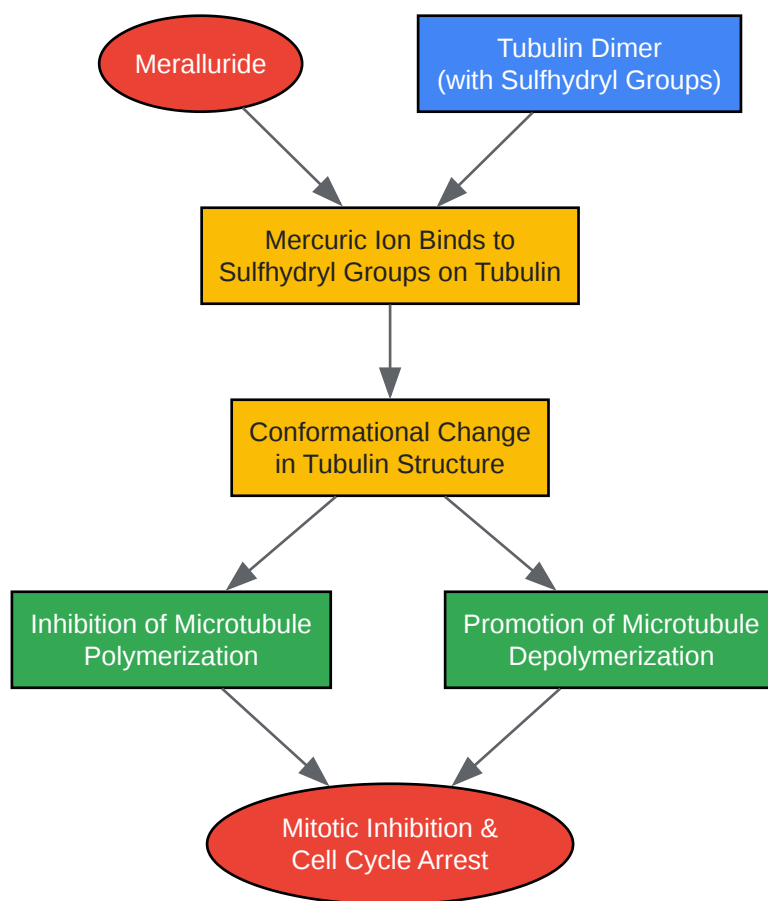 Meralluride
Tubulin Dimer
(with Sulfhydryl Groups)
Mercuric Ion Binds to
Sulfhydryl Groups on Tubulin
Conformational Change
in Tubulin Structure
Inhibition of Microtubule
Polymerization
Promotion of Microtubule
Depolymerization
Mitotic Inhibition &
Cell Cycle Arrest